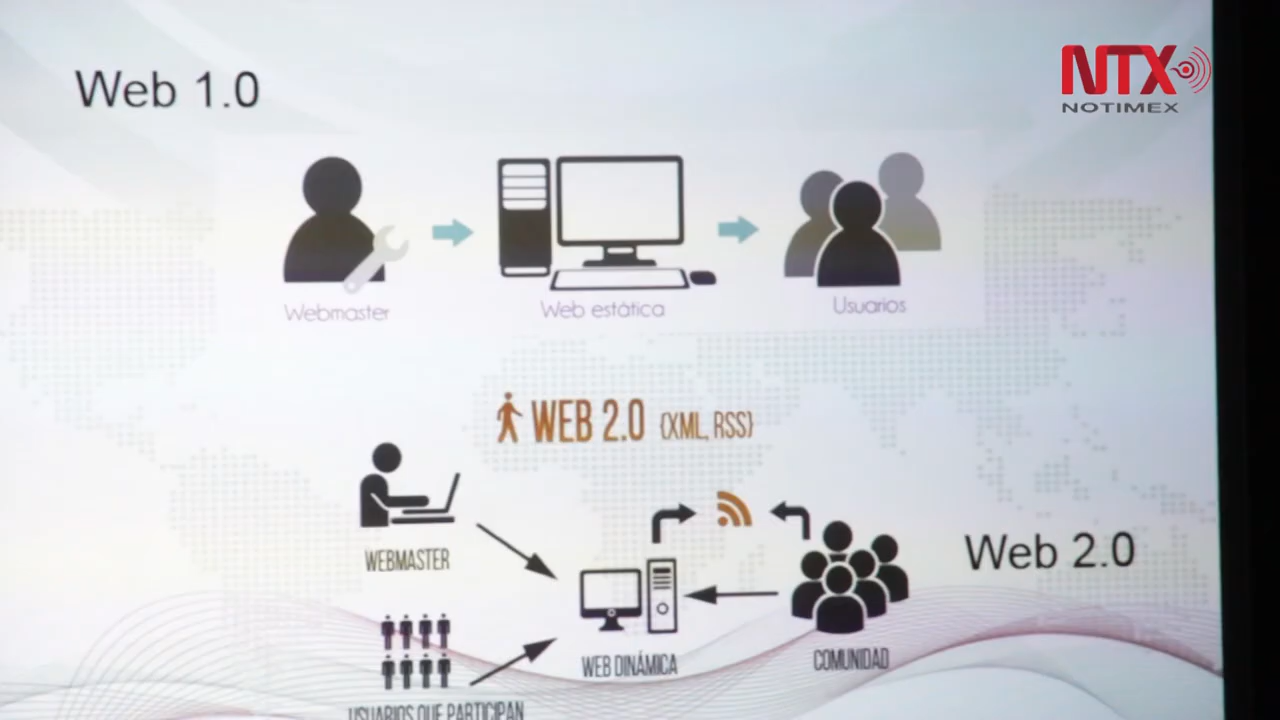 Web 1.0
NTX
NOTIMEX
Webmaster
Web estática
Usuarios
WEB 2.0 {XML, RSS}
WEBMASTER
Web 2.0
WEB DINÁMICA
COMUNIDAD
USUARIOS QUE PARTICIPAN